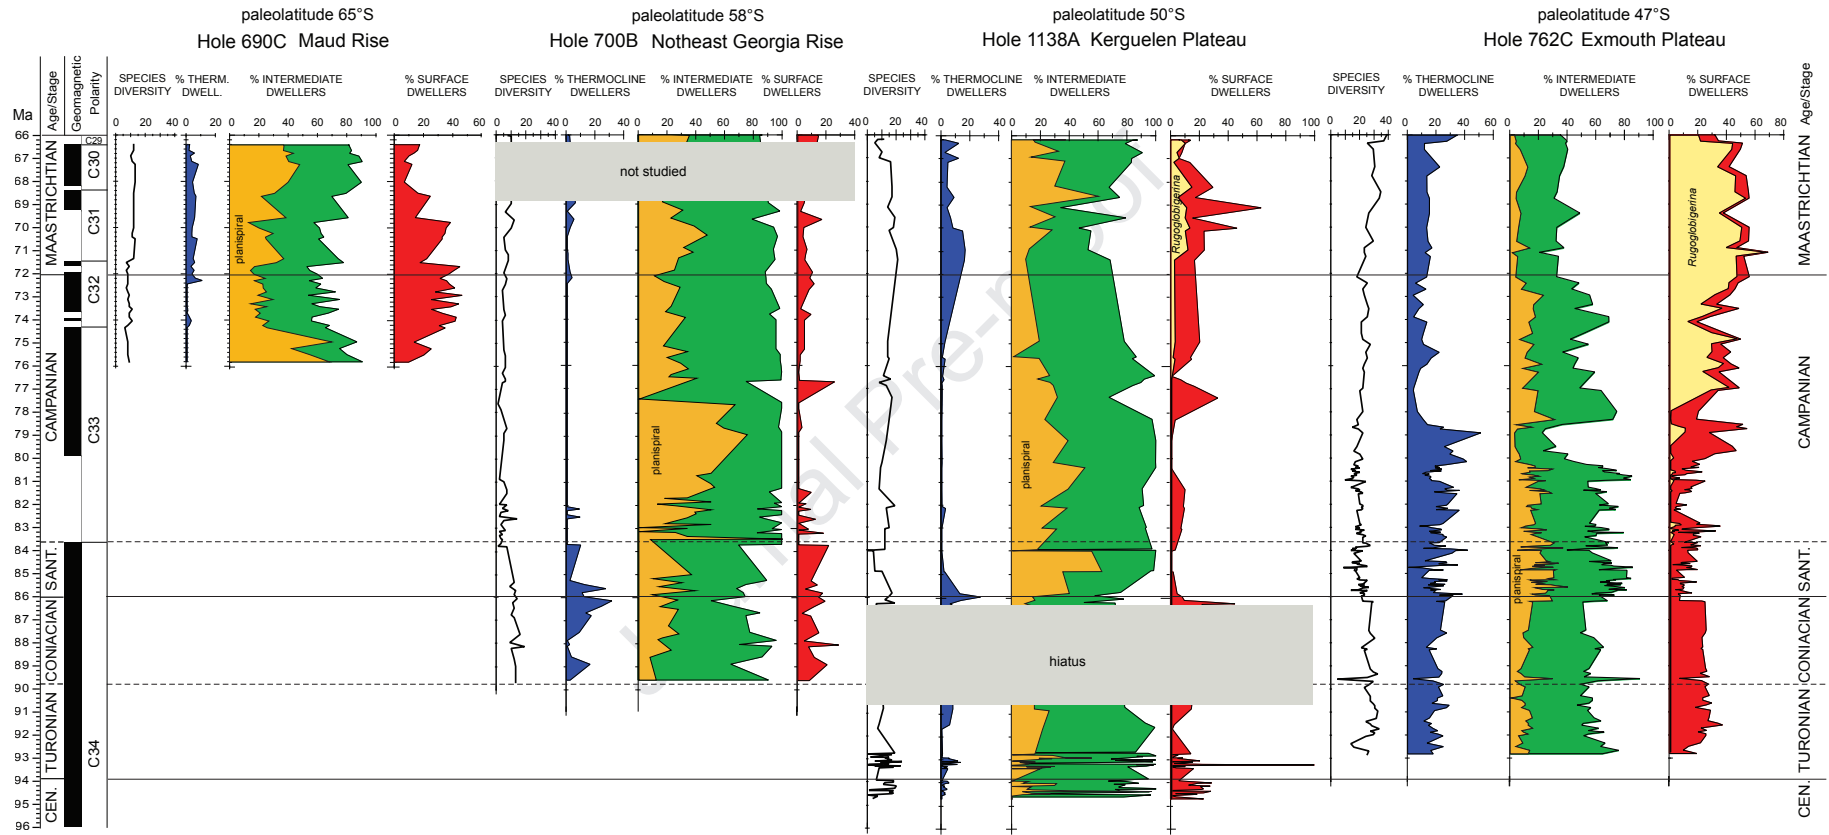 paleolatitude 65°S
paleolatitude 58°S
paleolatitude 50°S
paleolatitude 47°S
Hole 690C Maud Rise
Hole 700B Notheast Georgia Rise
Hole 1138A Kerguelen Plateau
Hole 762C Exmouth Plateau
Ma
Age/Stage
Geomagnetic
Polarity
SPECIES
DIVERSITY
% THERM.
DWELL.
% INTERMEDIATE
DWELLERS
% SURFACE
DWELLERS
SPECIES
DIVERSITY
% THERMOCLINE
DWELLERS
% INTERMEDIATE
DWELLERS
% SURFACE
DWELLERS
SPECIES
DIVERSITY
% THERMOCLINE
DWELLERS
% INTERMEDIATE
DWELLERS
% SURFACE
DWELLERS
SPECIES
DIVERSITY
% THERMOCLINE
DWELLERS
% INTERMEDIATE
DWELLERS
% SURFACE
DWELLERS
Age/Stage
0 20 40
0 20
0 20 40 60 80 100
0 20 40 60
0 20 40
0 20 40
0 20 40 60 80 100
0 20 40
0 20 40
0 20 40
0 20 40 60 80 100
0 20 40 60 80 100
0 10 20 30 40
0 20 40 60
0 20 40 60 80 100
0 20 40 60 80
66
67
68
69
70
71
72
73
74
75
76
77
78
79
80
81
82
83
84
85
86
87
88
89
90
91
92
93
94
95
96
MAASTRICHTIAN
CAMPANIAN
SANT.
CONIACIAN
TURONIAN
CEN.
C29
C30
C31
C32
C33
C34
planispiral
not studied
planispiral
planispiral
Rugoglobigerina
hiatus
planispiral
Rugoglobigerina
MAASTRICHTIAN
CAMPANIAN
SANT.
CONIACIAN
TURONIAN
CEN.